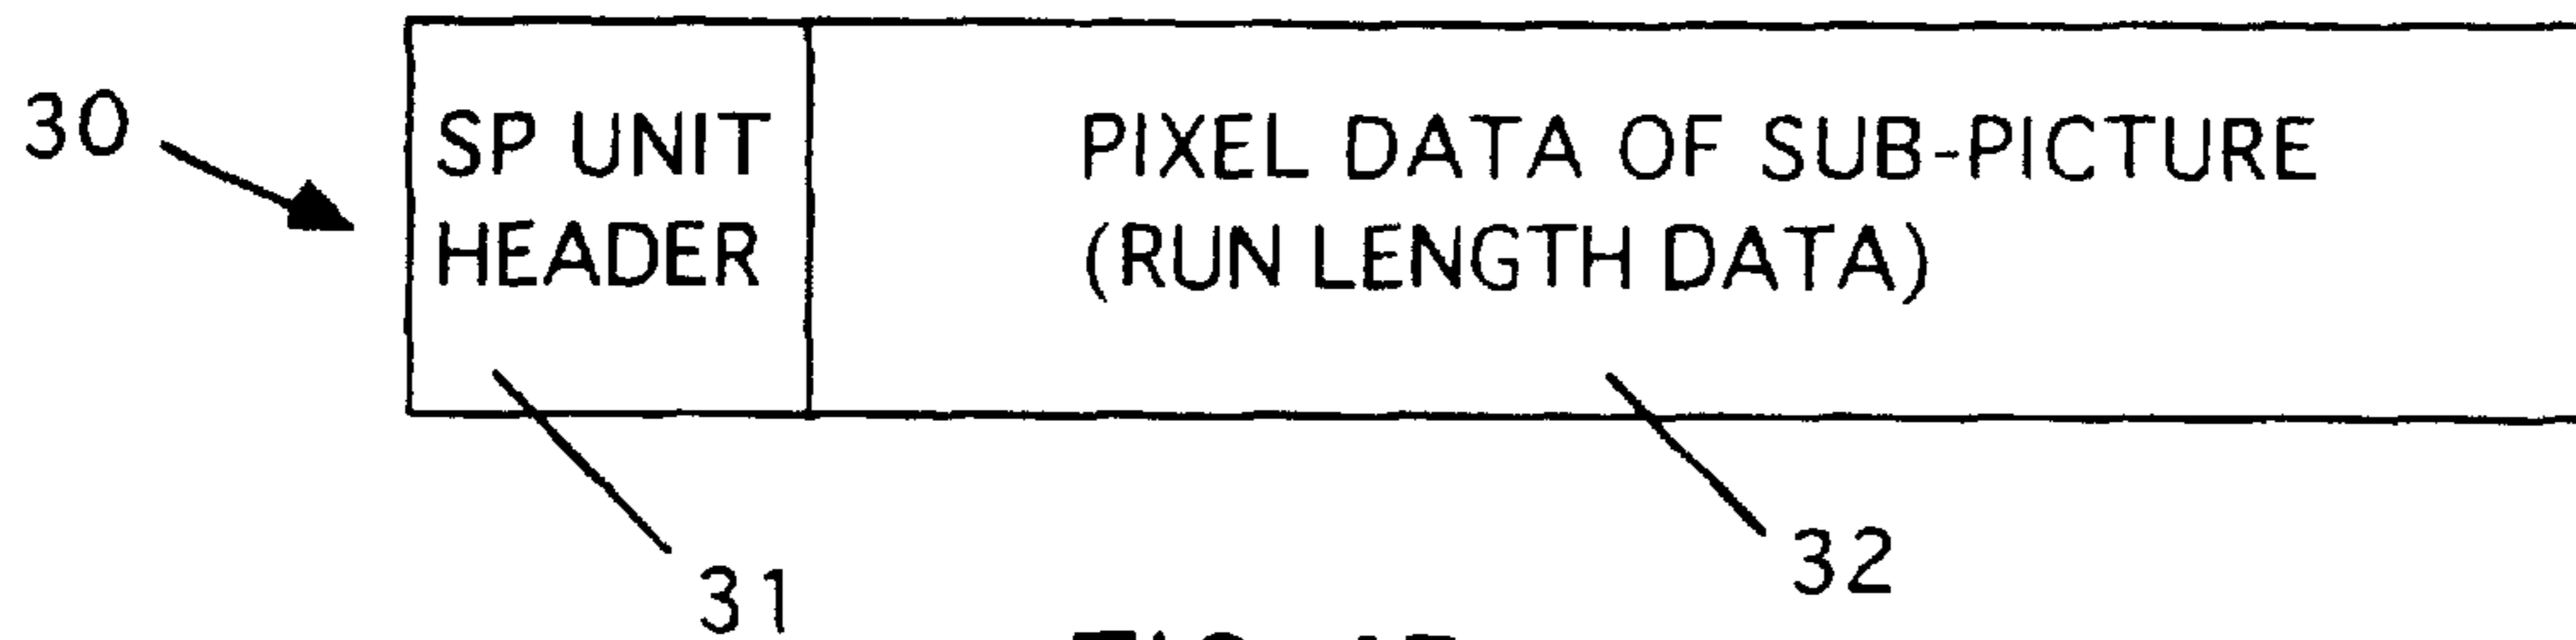 30
SP UNIT
HEADER
PIXEL DATA OF SUB-PICTURE
(RUN LENGTH DATA)
31
32